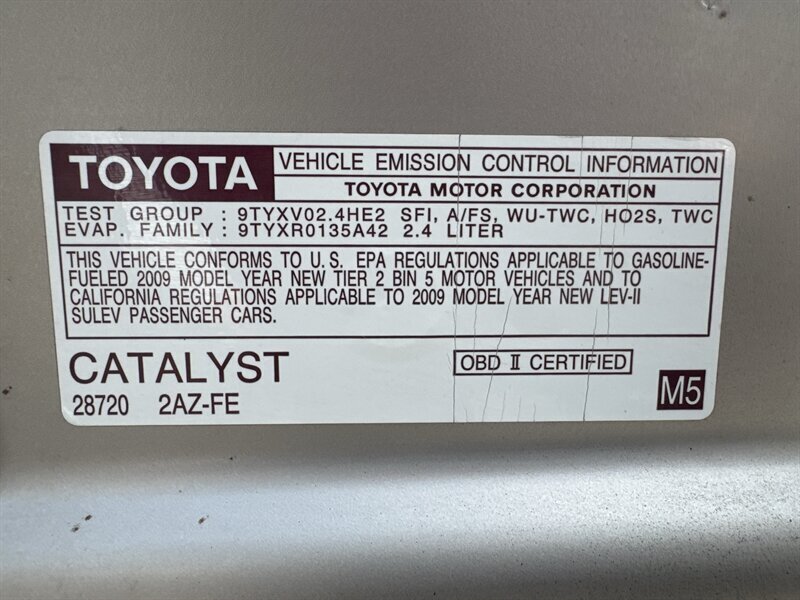 TOYOTA
VEHICLE EMISSION CONTROL INFORMATION
TOYOTA MOTOR CORPORATION
TEST GROUP : 9TYXV02.4HE2 SFI, A/FS, WU-TWC, HO2S, TWC
EVAP. FAMILY : 9TYXR0135A42 2.4 LITER
THIS VEHICLE CONFORMS TO U.S. EPA REGULATIONS APPLICABLE TO GASOLINE-
FUELED 2009 MODEL YEAR NEW TIER 2 BIN 5 MOTOR VEHICLES AND TO
CALIFORNIA REGULATIONS APPLICABLE TO 2009 MODEL YEAR NEW LEV-II
SULEV PASSENGER CARS.
CATALYST
OBD II CERTIFIED
28720 2AZ-FE
M5